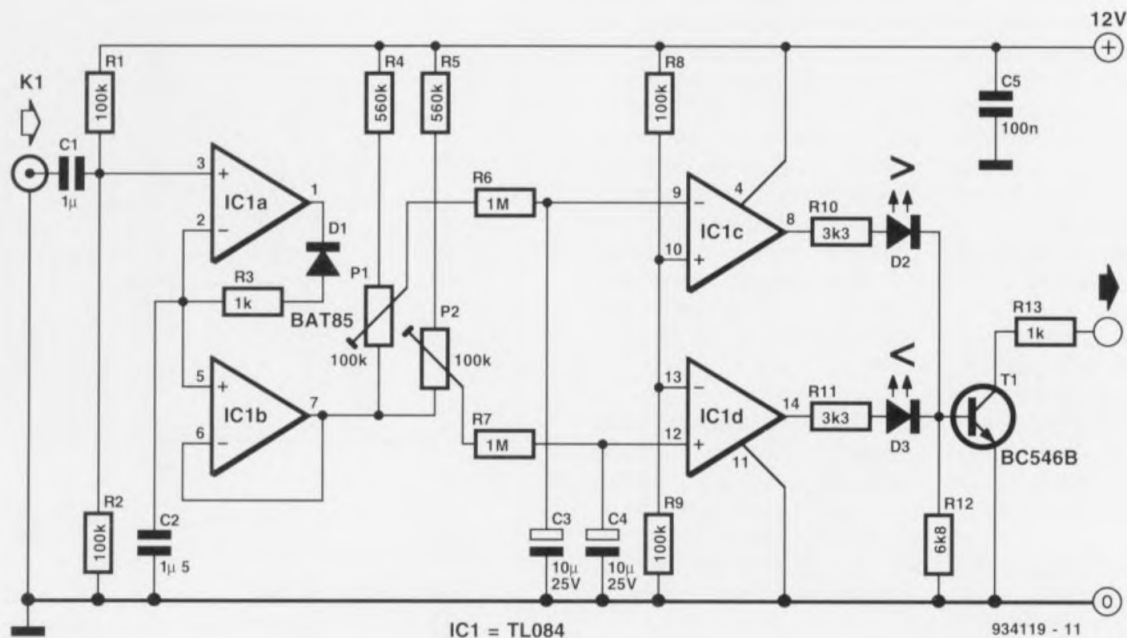 12V
R1
R4
R5
R8
K1
100k
560k
560k
100k
C5
100n
C1
1μ
3
+
1
IC1a
2
−
R6
1M
9
−
4
IC1c
8
R10
3k3
10
+
D2
D1
R3
1k
BAT85
P1
P2
100k
100k
R13
1k
5
+
IC1b
7
6
−
13
−
IC1d
14
R11
3k3
D3
T1
BC546B
R7
1M
12
+
11
R2
100k
C2
1μ 5
C3
10μ
25V
C4
10μ
25V
R9
100k
R12
6k8
0
IC1 = TL084
934119 - 11